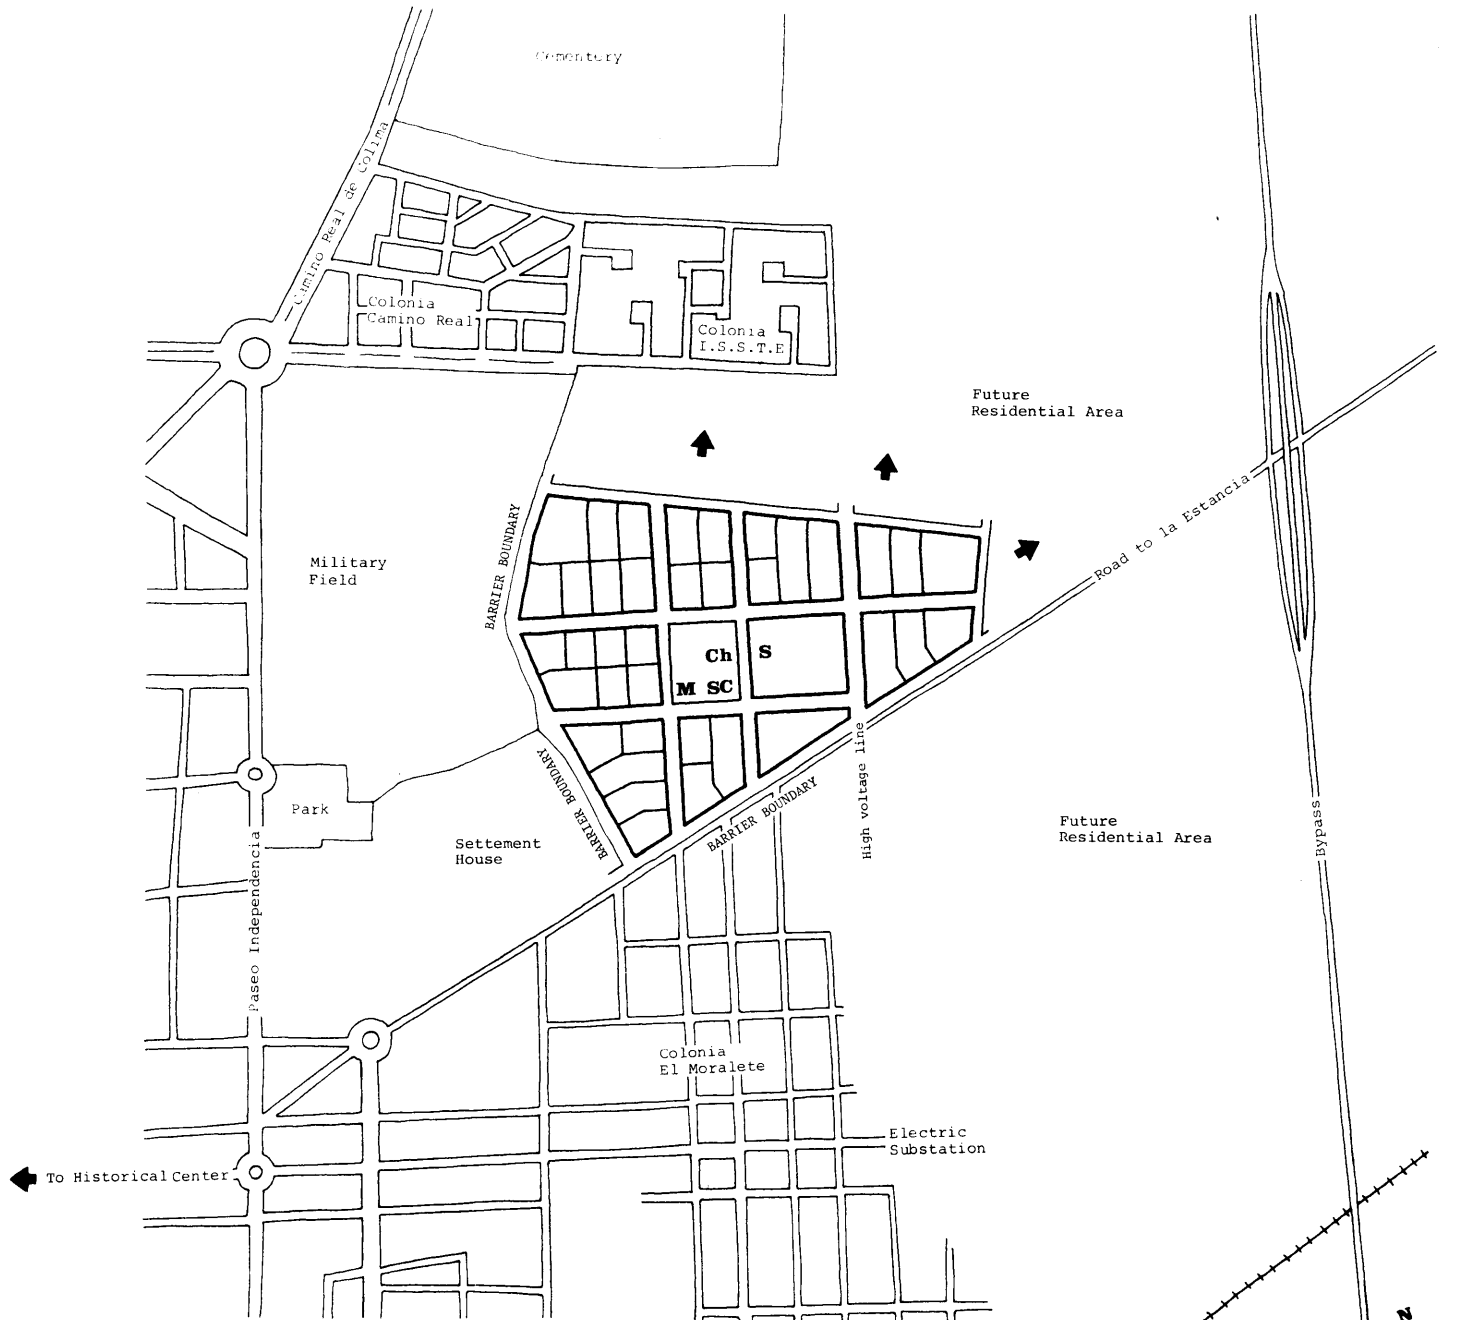 Cementery
Camino Real de Colima
Colonia
Camino Real
Colonia
I.S.S.T.E
Future
Residential Area
Road to la Estancia
BARRIER BOUNDARY
Military
Field
Ch
S
M SC
BARRIER BOUNDARY
BARRIER BOUNDARY
High voltage line
Park
Settement
House
Future
Residential Area
Bypass
Paseo Independencia
Colonia
El Moralete
Electric
Substation
To Historical Center
N